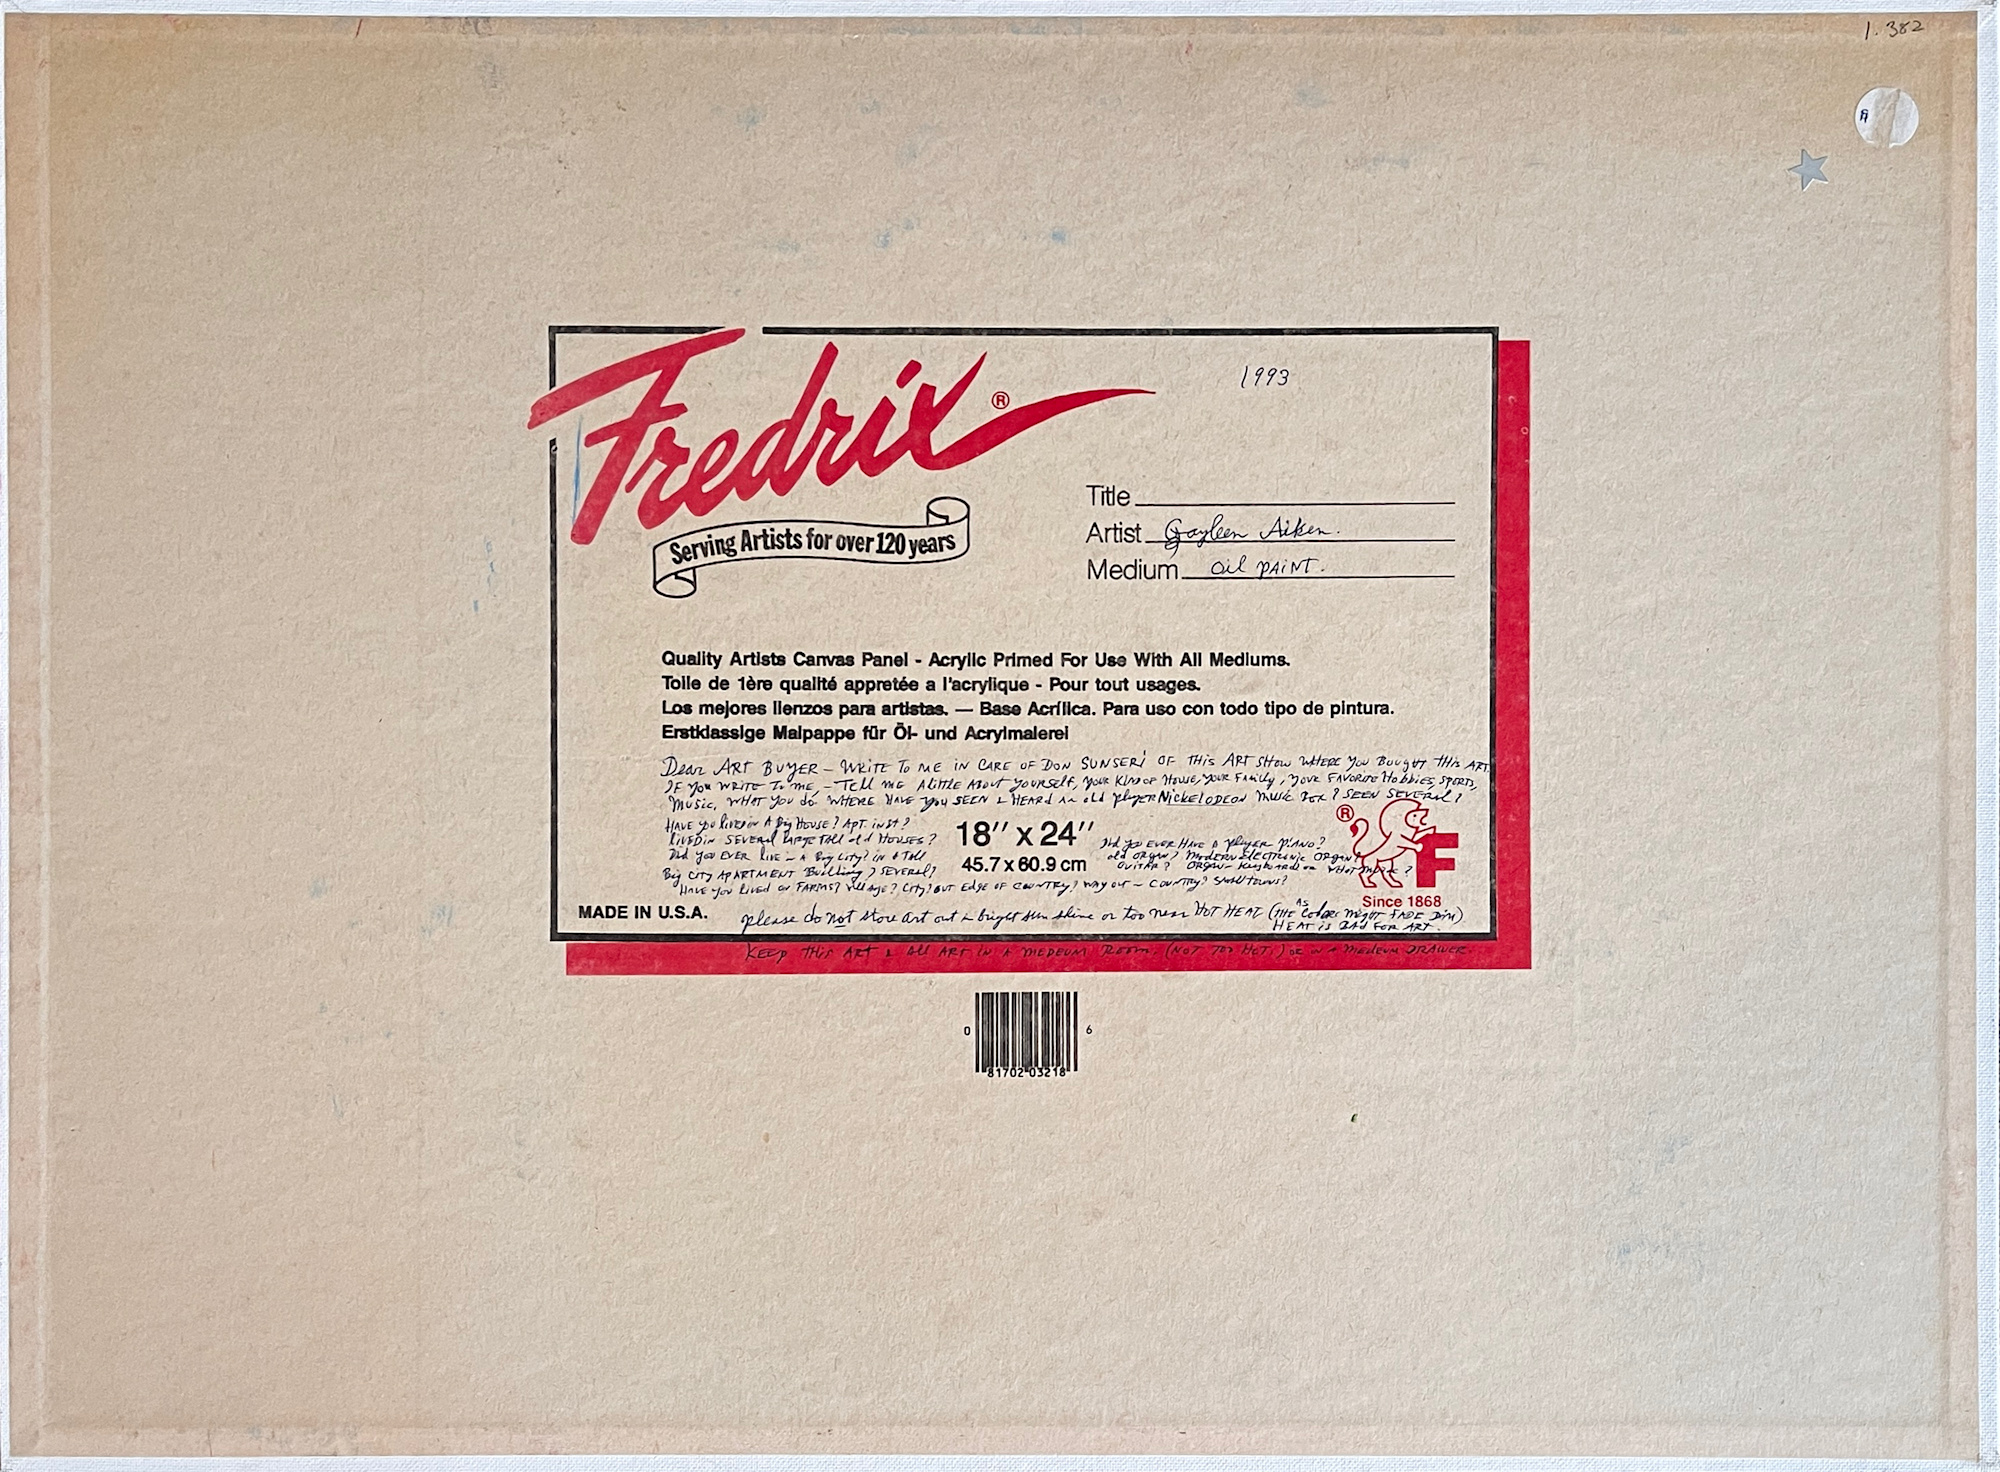 1.382
1993
Fredrix®
Serving Artists for over 120 years
Title
Artist Gayleen Aiken.
Medium Oil PAiNT.
Quality Artists Canvas Panel - Acrylic Primed For Use With All Mediums.
Toile de 1ère qualité appretée a l'acrylique - Pour tout usages.
Los mejores lienzos para artistas. — Base Acrílica. Para uso con todo tipo de pintura.
Erstklassige Malpappe für Öl- und Acrylmalerei
Dear ART BUYER – WRITE To ME IN CARE OF DON SUNSERi OF THiS ART SHOW WHERE YOU BOUGHT THiS ART.
IF YOU WRITE To ME, – TELL ME A LiTTLE ABOUT YOURSELF, YOUR KiND OF HOUSE, YOUR FAMILY, YOUR FAVORiTE HobbiES, SPORTS,
MUSiC, WHAT YOU do. WHERE HAVE YOU SEEN & HEARD AN old player NICKELODEON MUSIC BOX? SEEN SEVERAL?
HAVE YOU LIVED IN A Big HOUSE? APT. IN ST?
LIVED IN SEVERAL LARGE TALL old HOUSES?
Did YOU EVER LIVE IN A Big CITY? IN A TALL
Big CITY APARTMENT Building? SEVERAL?
18" x 24"
45.7 x 60.9 cm
Did YOU EVER HAVE A player PiANO?
old ORGAN? MODERN ELECTRONiC ORGAN?
GUITAR? ORGAN – Keyboard or WHAT MUSiC?
HAVE YOU LIVED ON FARMS? VILLAGE? CITY? OUT EDGE OF COUNTRY? WAY OUT IN COUNTRY? SMALL TOWNS?
®
F
Since 1868
MADE IN U.S.A.
please do not store art out in bright sun shine or too near HOT HEAT (THE AS COLORS MIGHT FADE DIM)
HEAT iS BAD FOR ART.
KEEP THiS ART & All ART IN A MEDEUM ROOM. (NOT TOO HOT.) OR IN A MEDEUM DRAWER.
0 81702 03218 6